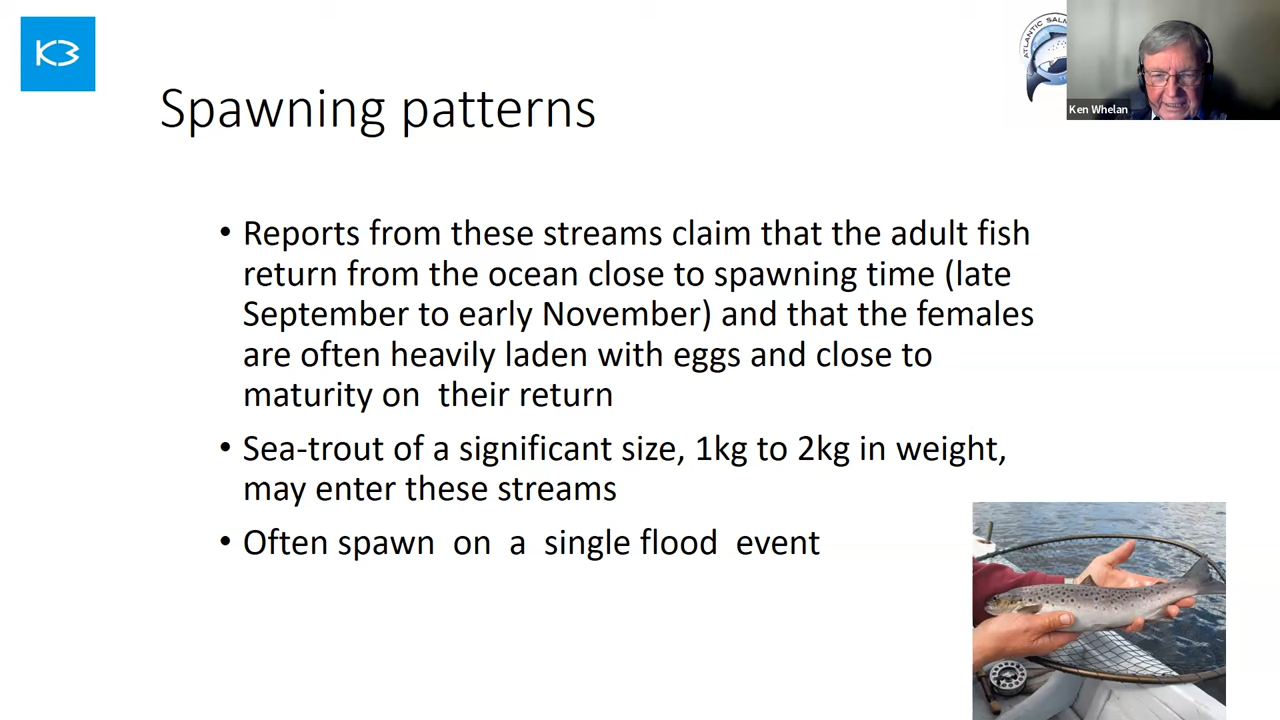 K3
ATLANTIC SALM
Ken Whelan
Spawning patterns
• Reports from these streams claim that the adult fish
return from the ocean close to spawning time (late
September to early November) and that the females
are often heavily laden with eggs and close to
maturity on  their return
• Sea-trout of a significant size, 1kg to 2kg in weight,
may enter these streams
• Often spawn  on  a  single flood  event